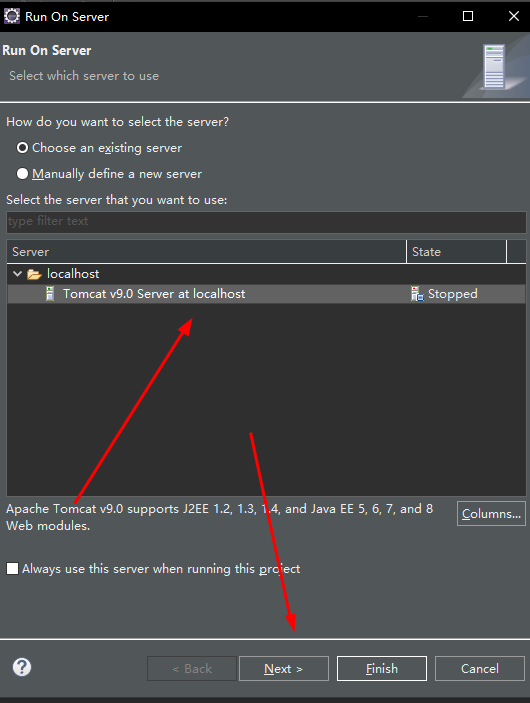 Run On Server
Run On Server
Select which server to use
How do you want to select the server?
Choose an existing server
Manually define a new server
Select the server that you want to use:
type filter text
Server State
localhost
Tomcat v9.0 Server at localhost Stopped
Apache Tomcat v9.0 supports J2EE 1.2, 1.3, 1.4, and Java EE 5, 6, 7, and 8
Web modules.
Columns...
Always use this server when running this project
? < Back Next > Finish Cancel